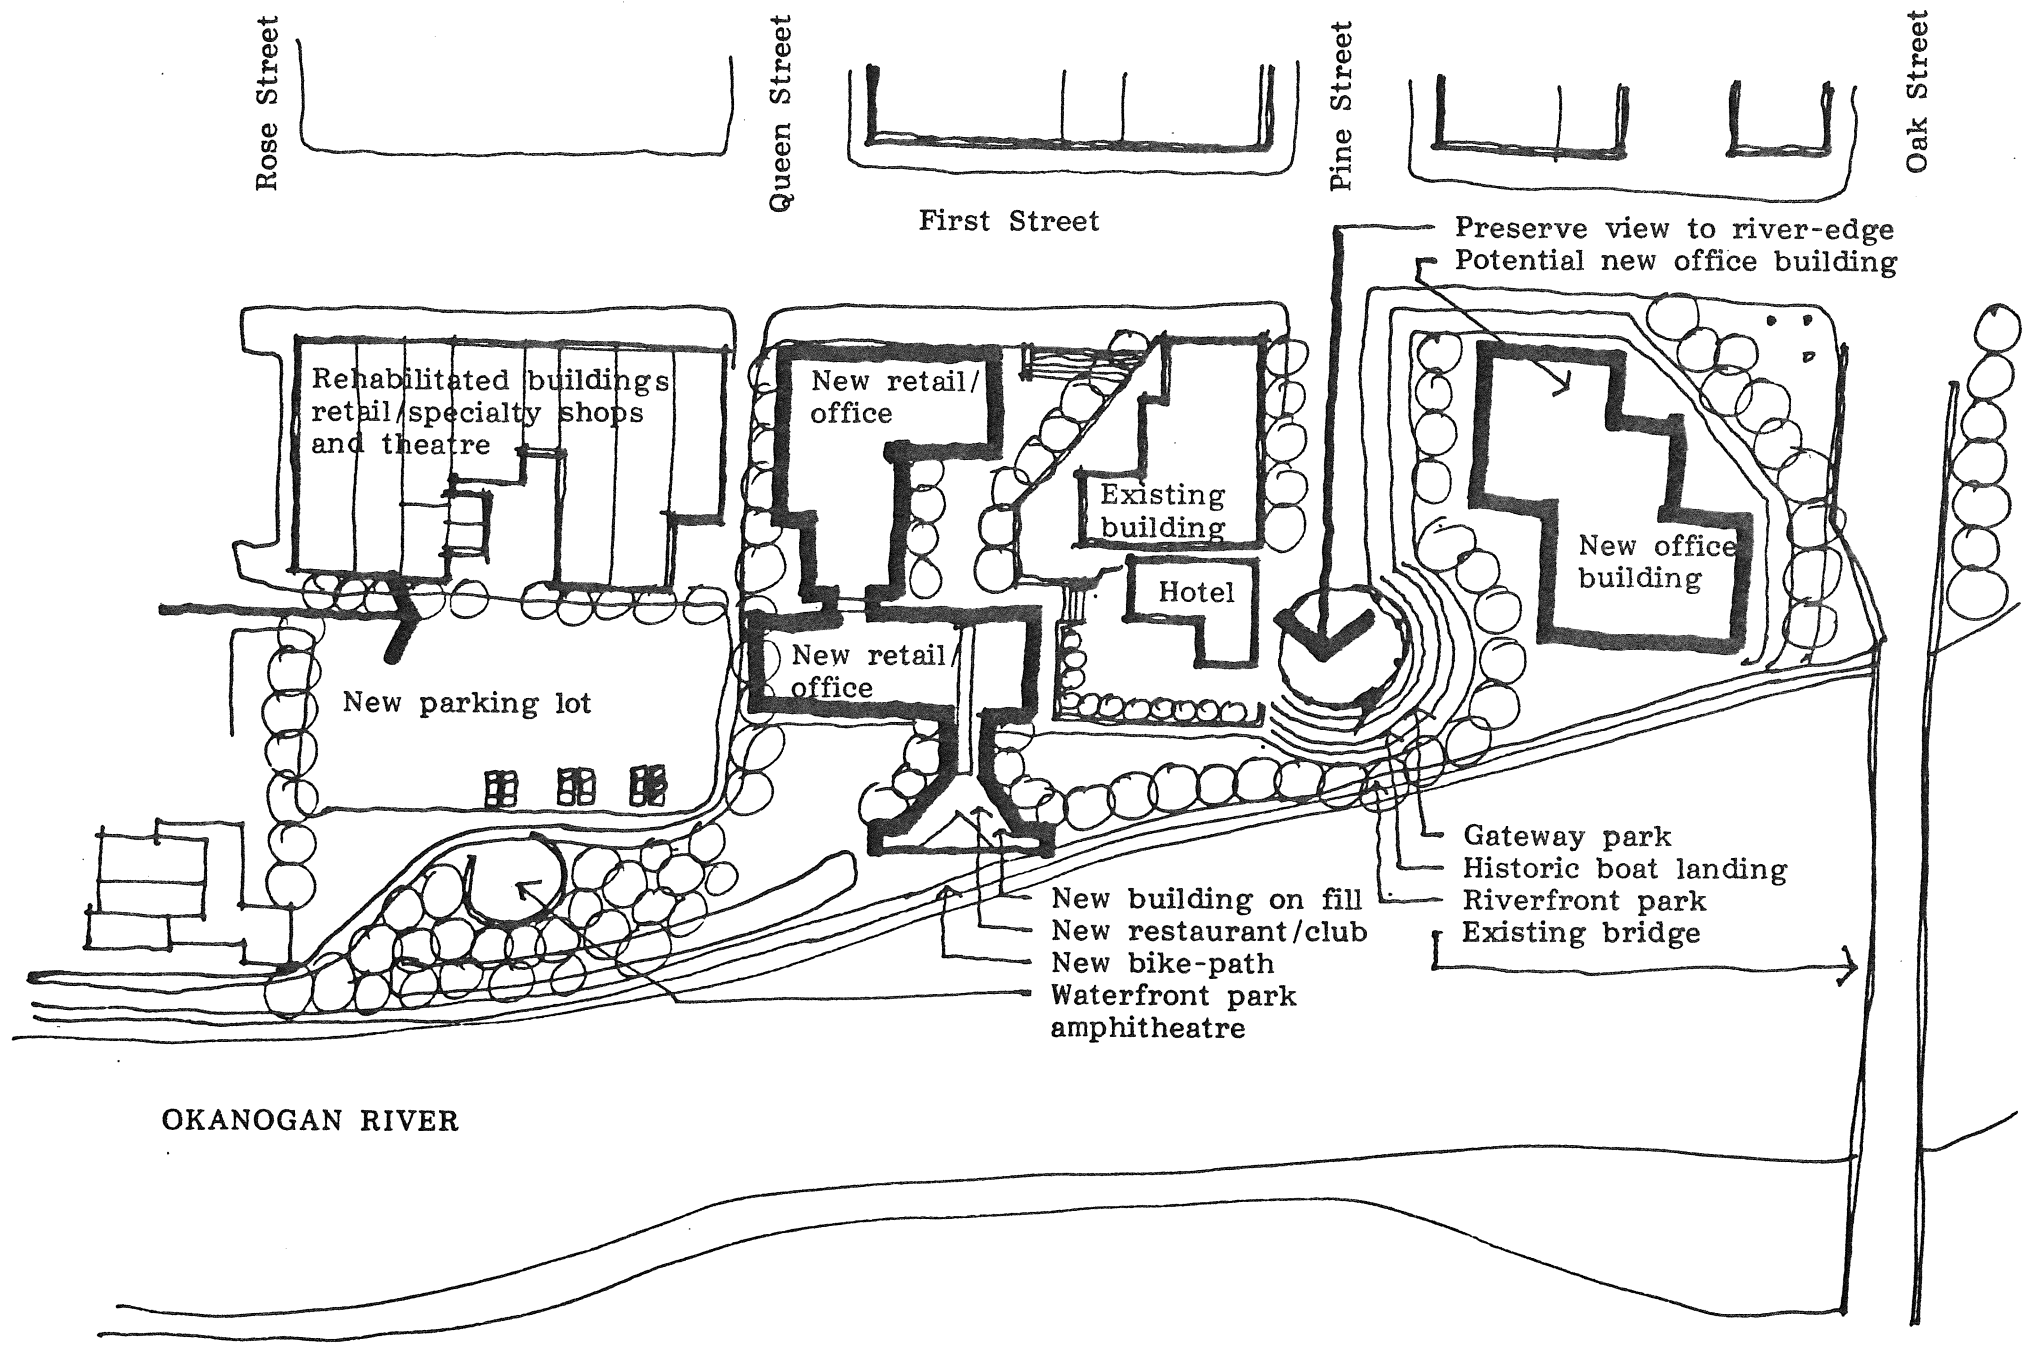 Rose Street
Queen Street
Pine Street
Oak Street
First Street
Preserve view to river-edge
Potential new office building
Rehabilitated buildings
retail/specialty shops
and theatre
New retail/
office
Existing
building
Hotel
New office
building
New retail/
office
New parking lot
Gateway park
Historic boat landing
Riverfront park
Existing bridge
New building on fill
New restaurant/club
New bike-path
Waterfront park
amphitheatre
OKANOGAN RIVER